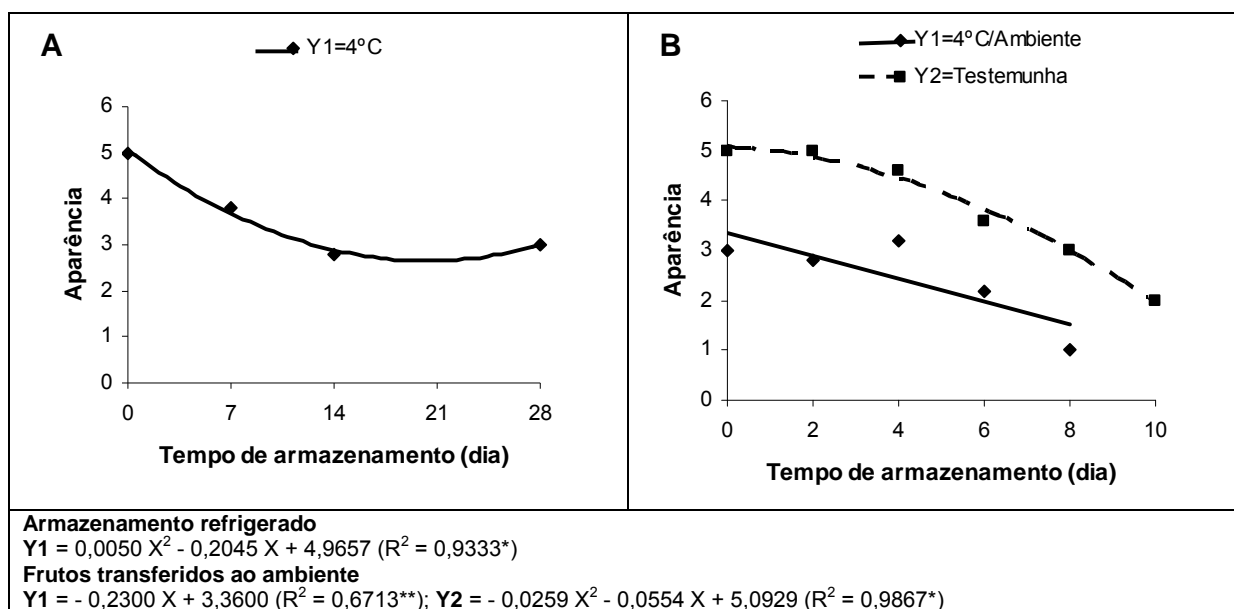 A
Y1=4ºC
6
5
4
3
2
1
0
0 7 14 21 28
Aparência
Tempo de armazenamento (dia)
B
Y1=4ºC/Ambiente
Y2=Testemunha
6
5
4
3
2
1
0
0 2 4 6 8 10
Aparência
Tempo de armazenamento (dia)
Armazenamento refrigerado
Y1 = 0,0050 X² - 0,2045 X + 4,9657 (R² = 0,9333*)
Frutos transferidos ao ambiente
Y1 = - 0,2300 X + 3,3600 (R² = 0,6713**); Y2 = - 0,0259 X² - 0,0554 X + 5,0929 (R² = 0,9867*)